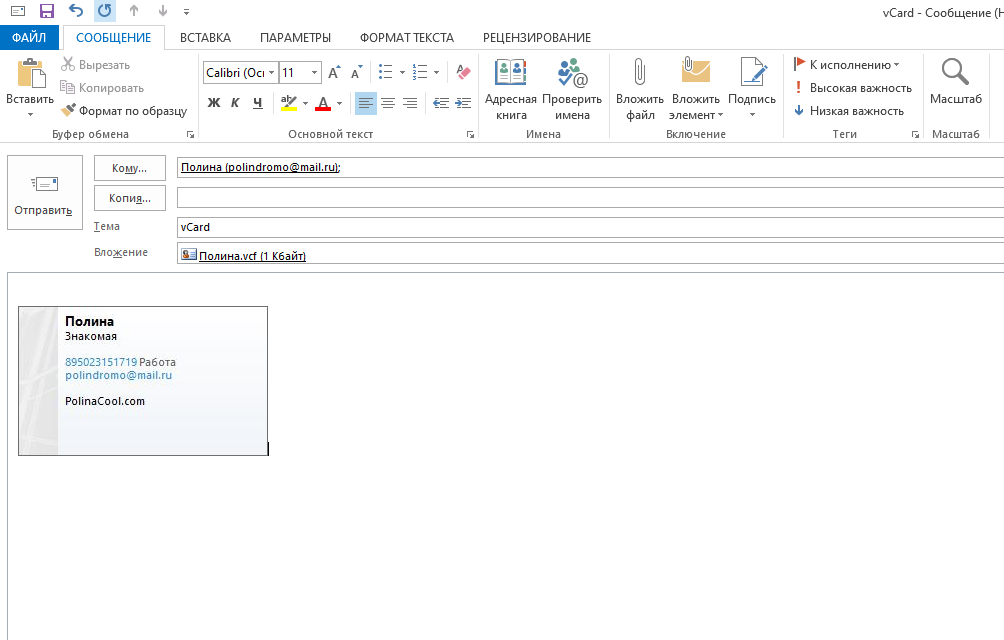 vCard - Сообщение (Н
ФАЙЛ СООБЩЕНИЕ ВСТАВКА ПАРАМЕТРЫ ФОРМАТ ТЕКСТА РЕЦЕНЗИРОВАНИЕ
Вставить
Вырезать
Копировать
Формат по образцу
Буфер обмена
Calibri (Ос 11
Ж К Ч
Основной текст
Адресная книга
Проверить имена
Имена
Вложить файл
Вложить элемент
Подпись
Включение
К исполнению
Высокая важность
Низкая важность
Теги
Масштаб
Масштаб
Отправить
Кому... Полина (polindromo@mail.ru);
Копия...
Тема vCard
Вложение Полина.vcf (1 Кбайт)
Полина
Знакомая
895023151719 Работа
polindromo@mail.ru
PolinaCool.com